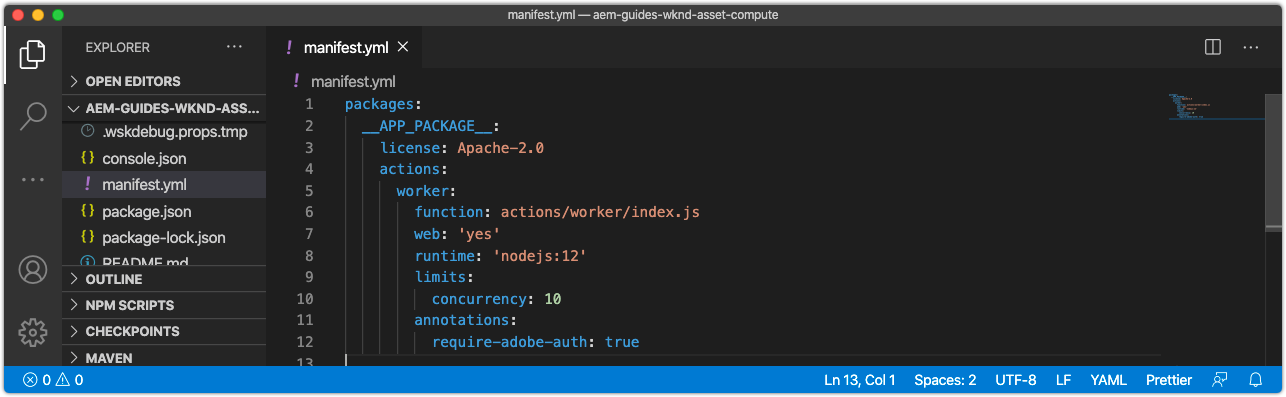 manifest.yml — aem-guides-wknd-asset-compute
EXPLORER
OPEN EDITORS
AEM-GUIDES-WKND-ASS...
.wskdebug.props.tmp
console.json
manifest.yml
package.json
package-lock.json
README.md
OUTLINE
NPM SCRIPTS
CHECKPOINTS
MAVEN
manifest.yml
manifest.yml
1 packages:
2 __APP_PACKAGE__:
3 license: Apache-2.0
4 actions:
5 worker:
6 function: actions/worker/index.js
7 web: 'yes'
8 runtime: 'nodejs:12'
9 limits:
10 concurrency: 10
11 annotations:
12 require-adobe-auth: true
13
0 0 Ln 13, Col 1 Spaces: 2 UTF-8 LF YAML Prettier